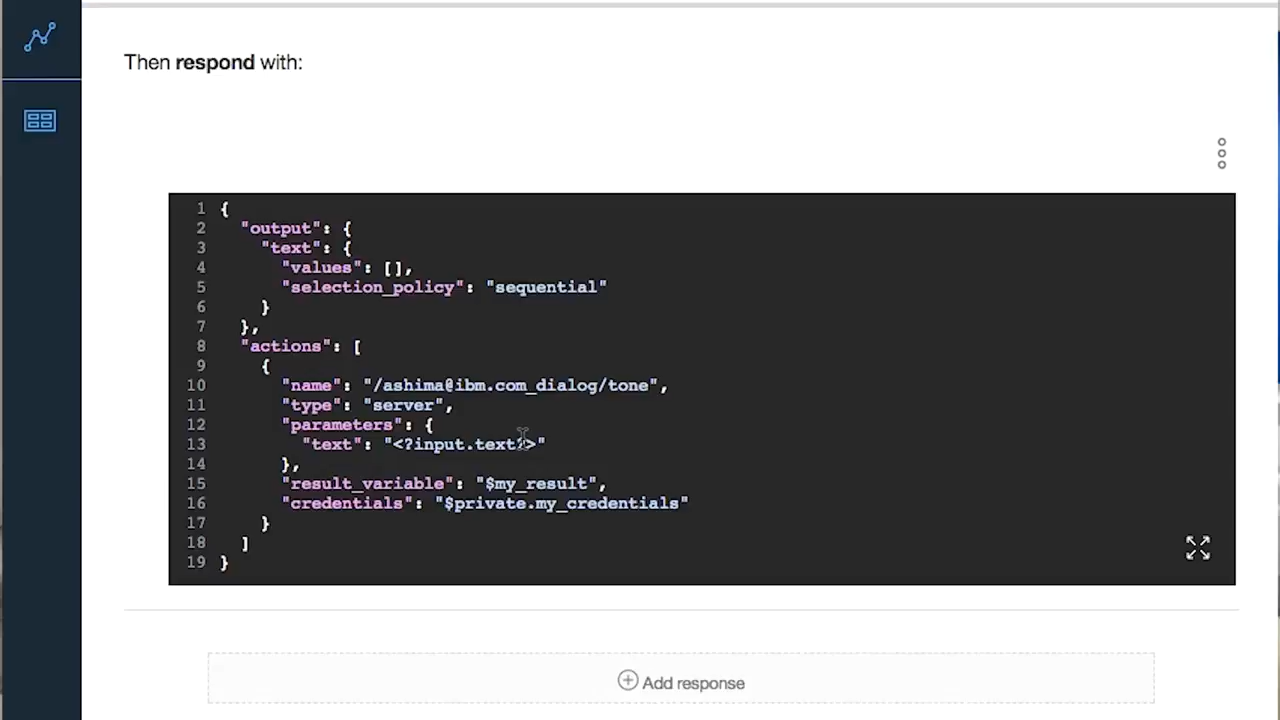 Then respond with:
1 {
2 "output": {
3 "text": {
4 "values": [],
5 "selection_policy": "sequential"
6 }
7 },
8 "actions": [
9 {
10 "name": "/ashima@ibm.com_dialog/tone",
11 "type": "server",
12 "parameters": {
13 "text": "<?input.text?>"
14 },
15 "result_variable": "$my_result",
16 "credentials": "$private.my_credentials"
17 }
18 ]
19 }
Add response